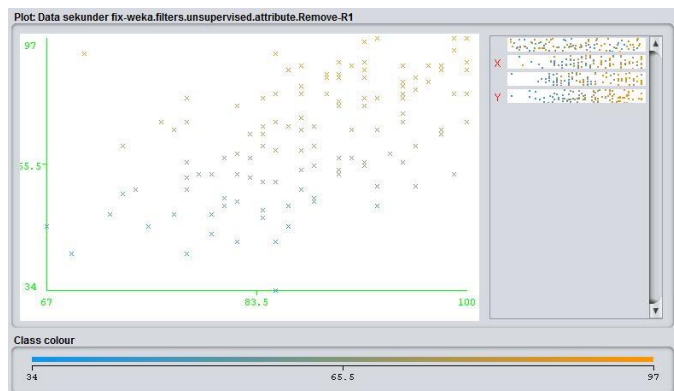 Plot: Data sekunder fix-weka.filters.unsupervised.attribute.Remove-R1
97
X
Y
55.5
34
67 83.5 100
Class colour
34 65.5 97